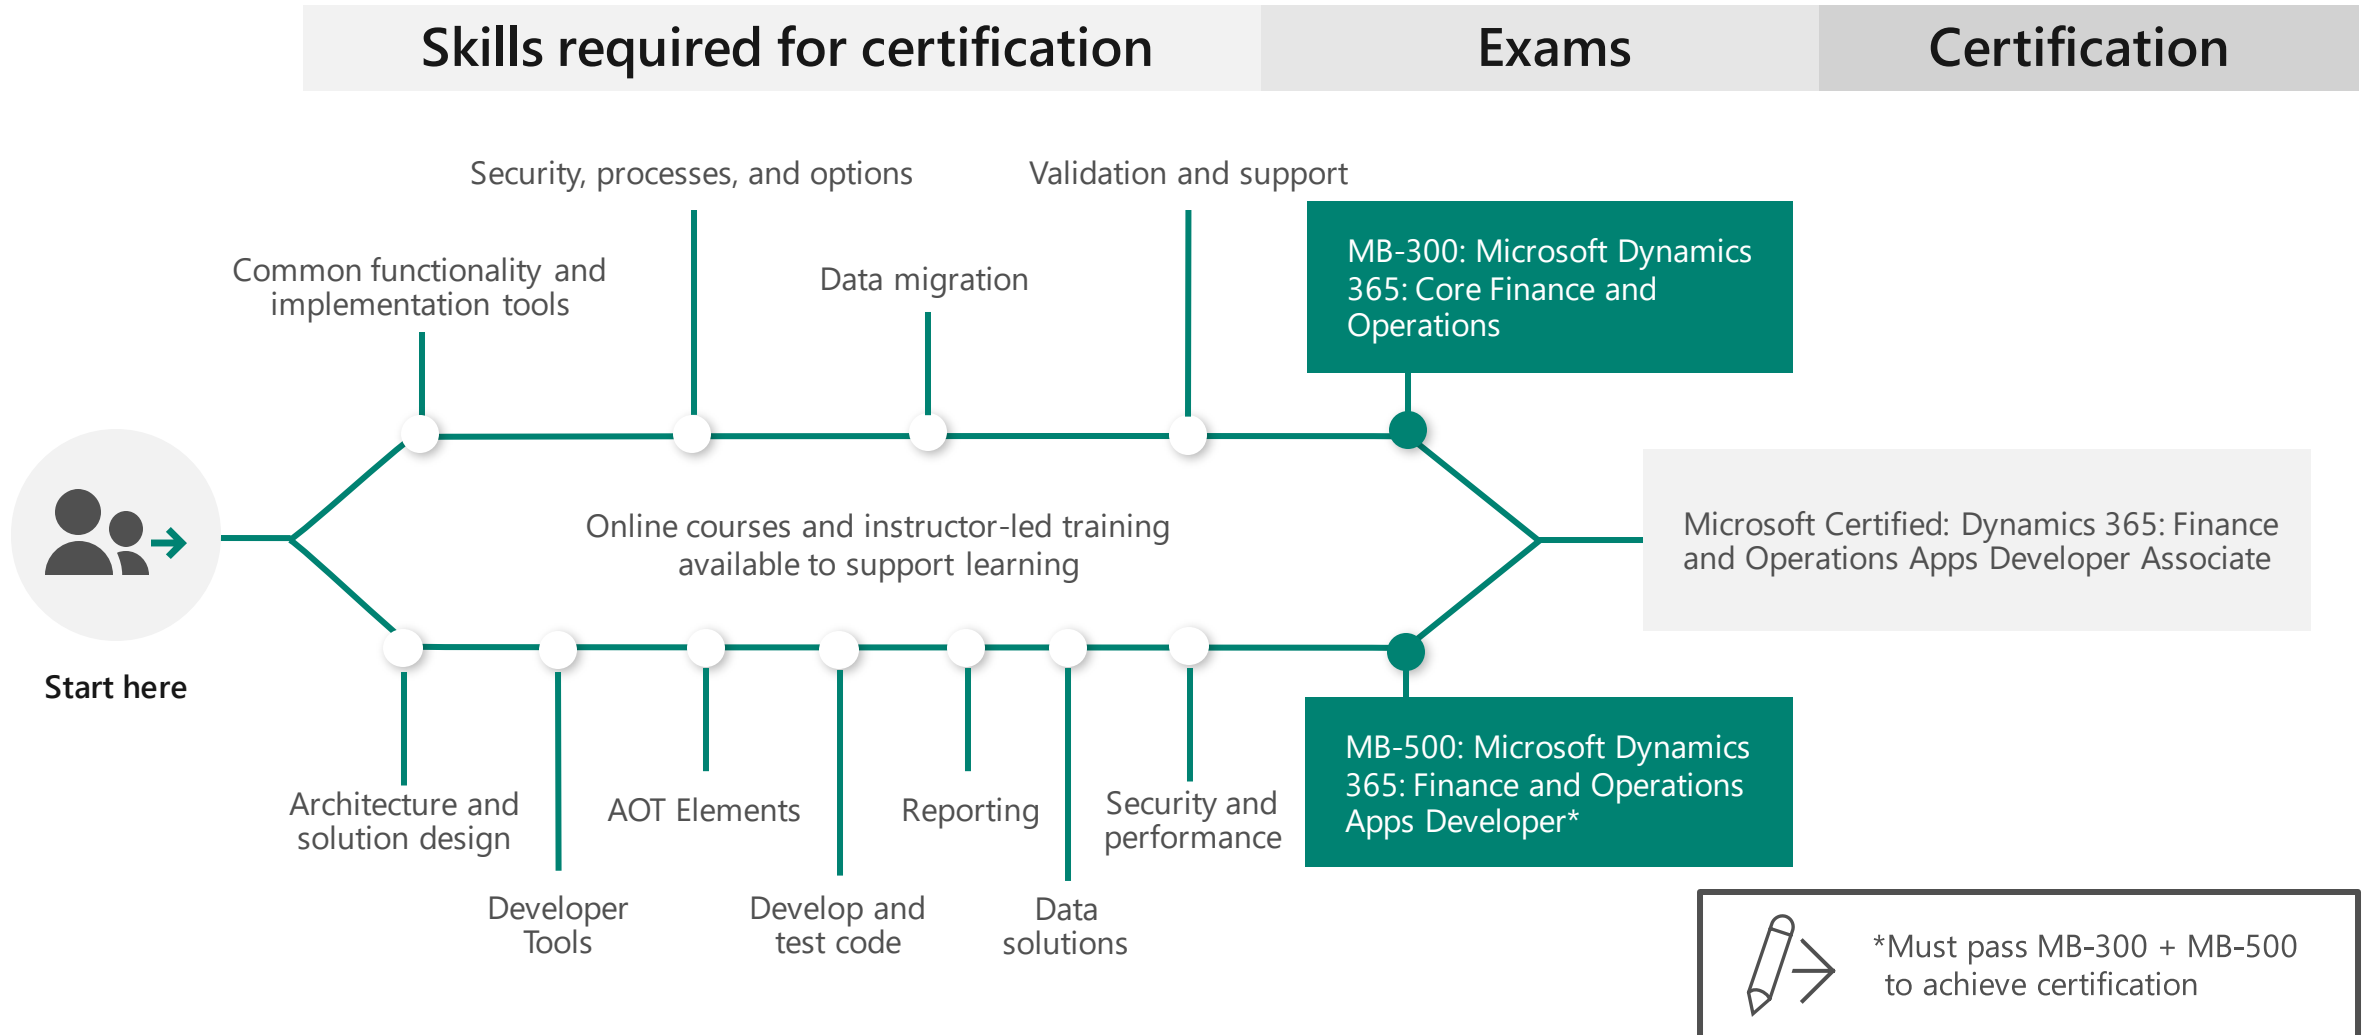 Skills required for certification
Exams
Certification
Security, processes, and options
Validation and support
Common functionality and
implementation tools
Data migration
MB-300: Microsoft Dynamics
365: Core Finance and
Operations
Online courses and instructor-led training
available to support learning
Microsoft Certified: Dynamics 365: Finance
and Operations Apps Developer Associate
Start here
Architecture and
solution design
Developer
Tools
AOT Elements
Develop and
test code
Reporting
Data
solutions
Security and
performance
MB-500: Microsoft Dynamics
365: Finance and Operations
Apps Developer*
*Must pass MB-300 + MB-500
to achieve certification